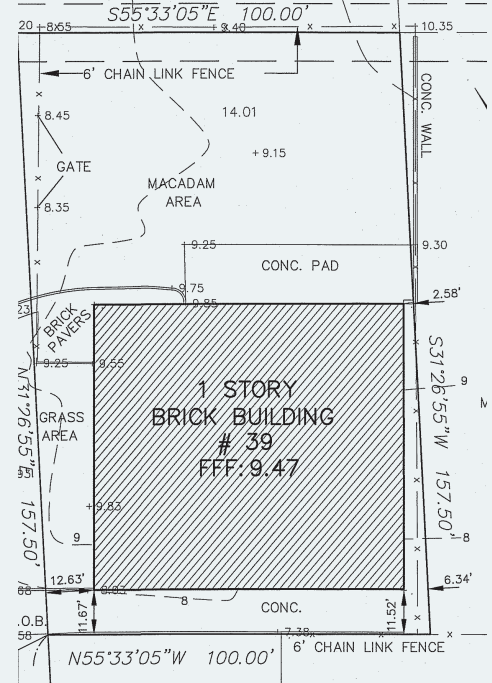 S55°33'05"E 100.00'
20
8.65
9.40
10.35
6' CHAIN LINK FENCE
CONC. WALL
8.45
14.01
9.15
GATE
MACADAM
AREA
8.35
9.25
9.30
CONC. PAD
9.75
9.85
2.58'
23
BRICK
PAVERS
9.25
9.55
N31°26'55"E 157.50'
S31°26'55"W 157.50'
9
M
1 STORY
BRICK BUILDING
# 39
FFF: 9.47
GRASS
AREA
9.83
9
8
12.63'
6.34'
8.83
8
11.67'
CONC.
11.52'
.O.B.
58
7.38
6' CHAIN LINK FENCE
N55°33'05"W 100.00'